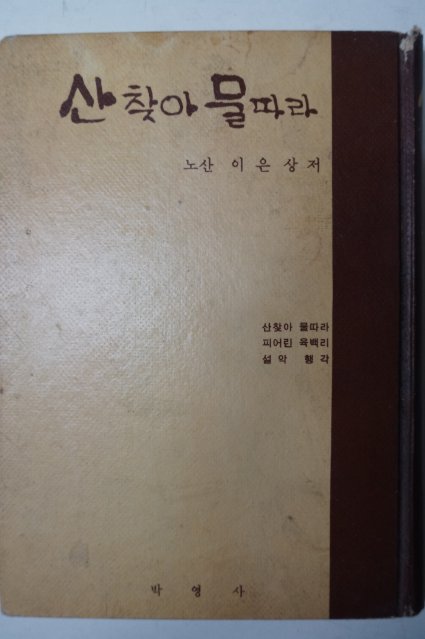 산 찾아 물따라
노산 이은상 저
산찾아 물따라
피어린 육백리
설악 행각
박영사